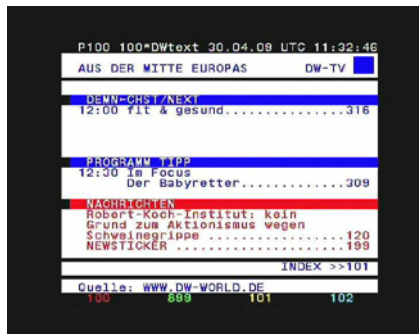 P100 100*DWtext 30.04.09 UTC 11:32:46
AUS DER MITTE EUROPAS DW-TV
DEMN←CHST/NEXT
12:00 fit & gesund...............316
PROGRAMM TIPP
12:30 Im Focus
Der Babyretter.............309
NACHRICHTEN
Robert-Koch-Institut: kein
Grund zum Aktionismus wegen
Schweinegrippe ..................120
NEWSTICKER ......................199
INDEX >>101
Quelle: WWW.DW-WORLD.DE
100 899 101 102